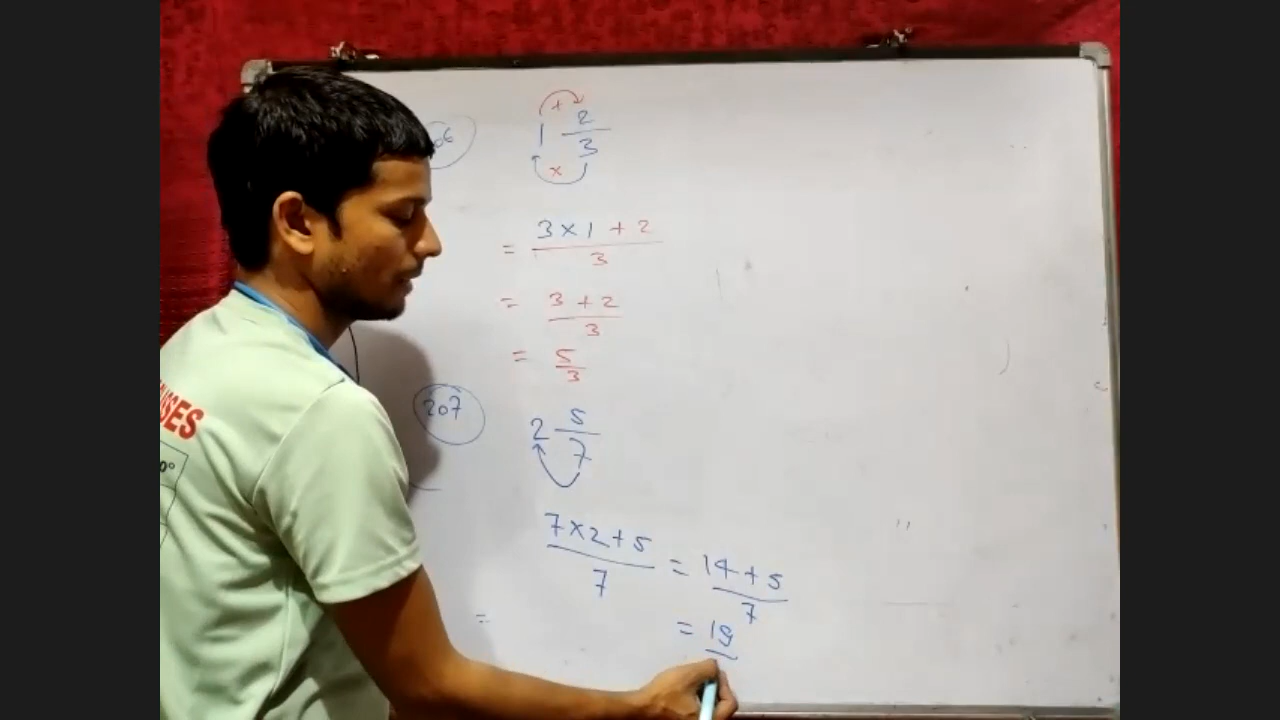 1 2/3
+
x
= 3 x 1 + 2 / 3
= 3 + 2 / 3
= 5/3
207
2 5/7
7 x 2 + 5 / 7 = 14 + 5 / 7
=
= 19